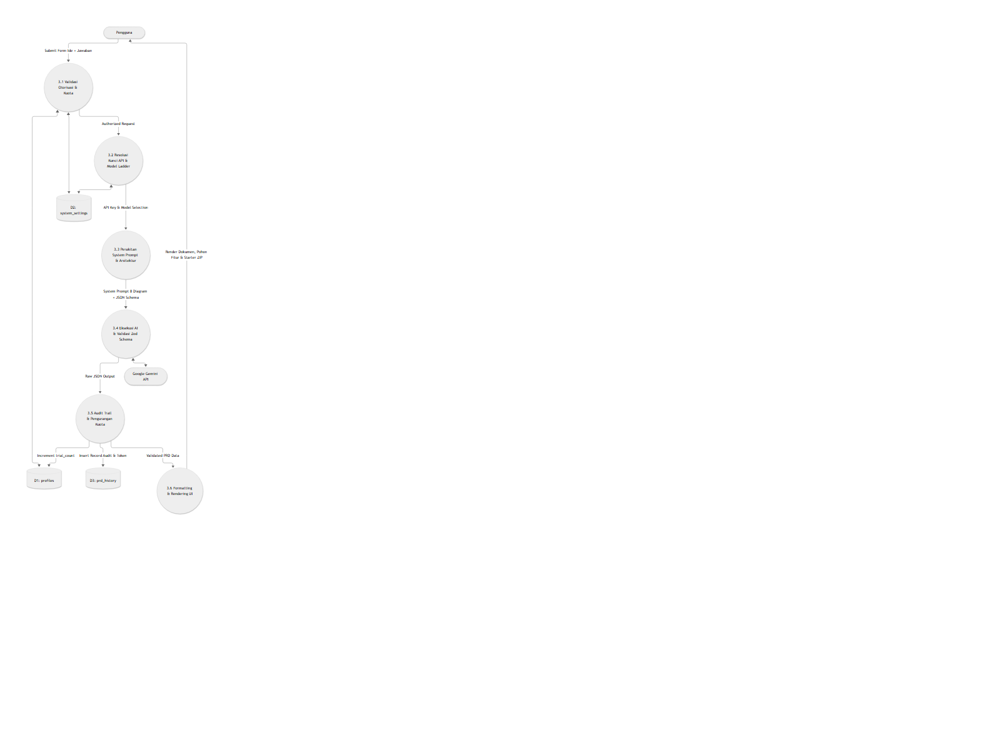 Pengguna
Submit Form Ide + Jawaban
3.1 Validasi
Otorisasi &
Kuota
Authorized Request
3.2 Resolusi
Kunci API &
Model Ladder
D2:
system_settings
API Key & Model Selection
3.3 Perakitan
System Prompt
& Arsitektur
Render Dokumen, Pohon
Fitur & Starter ZIP
System Prompt 8 Diagram
+ JSON Schema
3.4 Eksekusi AI
& Validasi Zod
Schema
Raw JSON Output
Google Gemini
API
3.5 Audit Trail
& Pengurangan
Kuota
Increment trial_count
Insert Record Audit & Token
Validated PRD Data
D1: profiles
D3: prd_history
3.6 Formatting
& Rendering UI